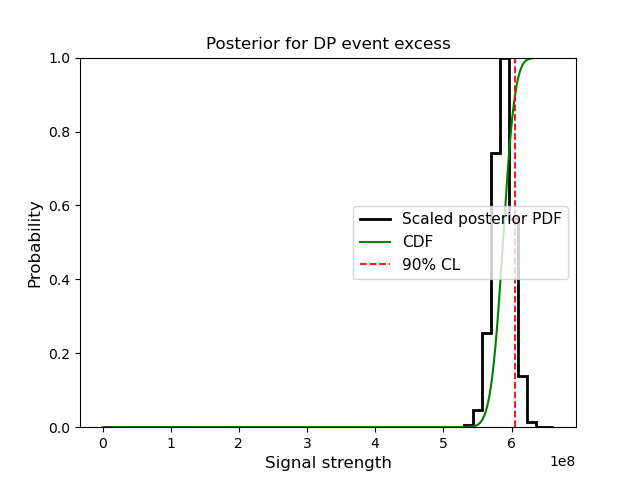 Posterior for DP event excess
Probability
1.0
0.8
0.6
0.4
0.2
0.0
Scaled posterior PDF
CDF
90% CL
0 1 2 3 4 5 6
1e8
Signal strength